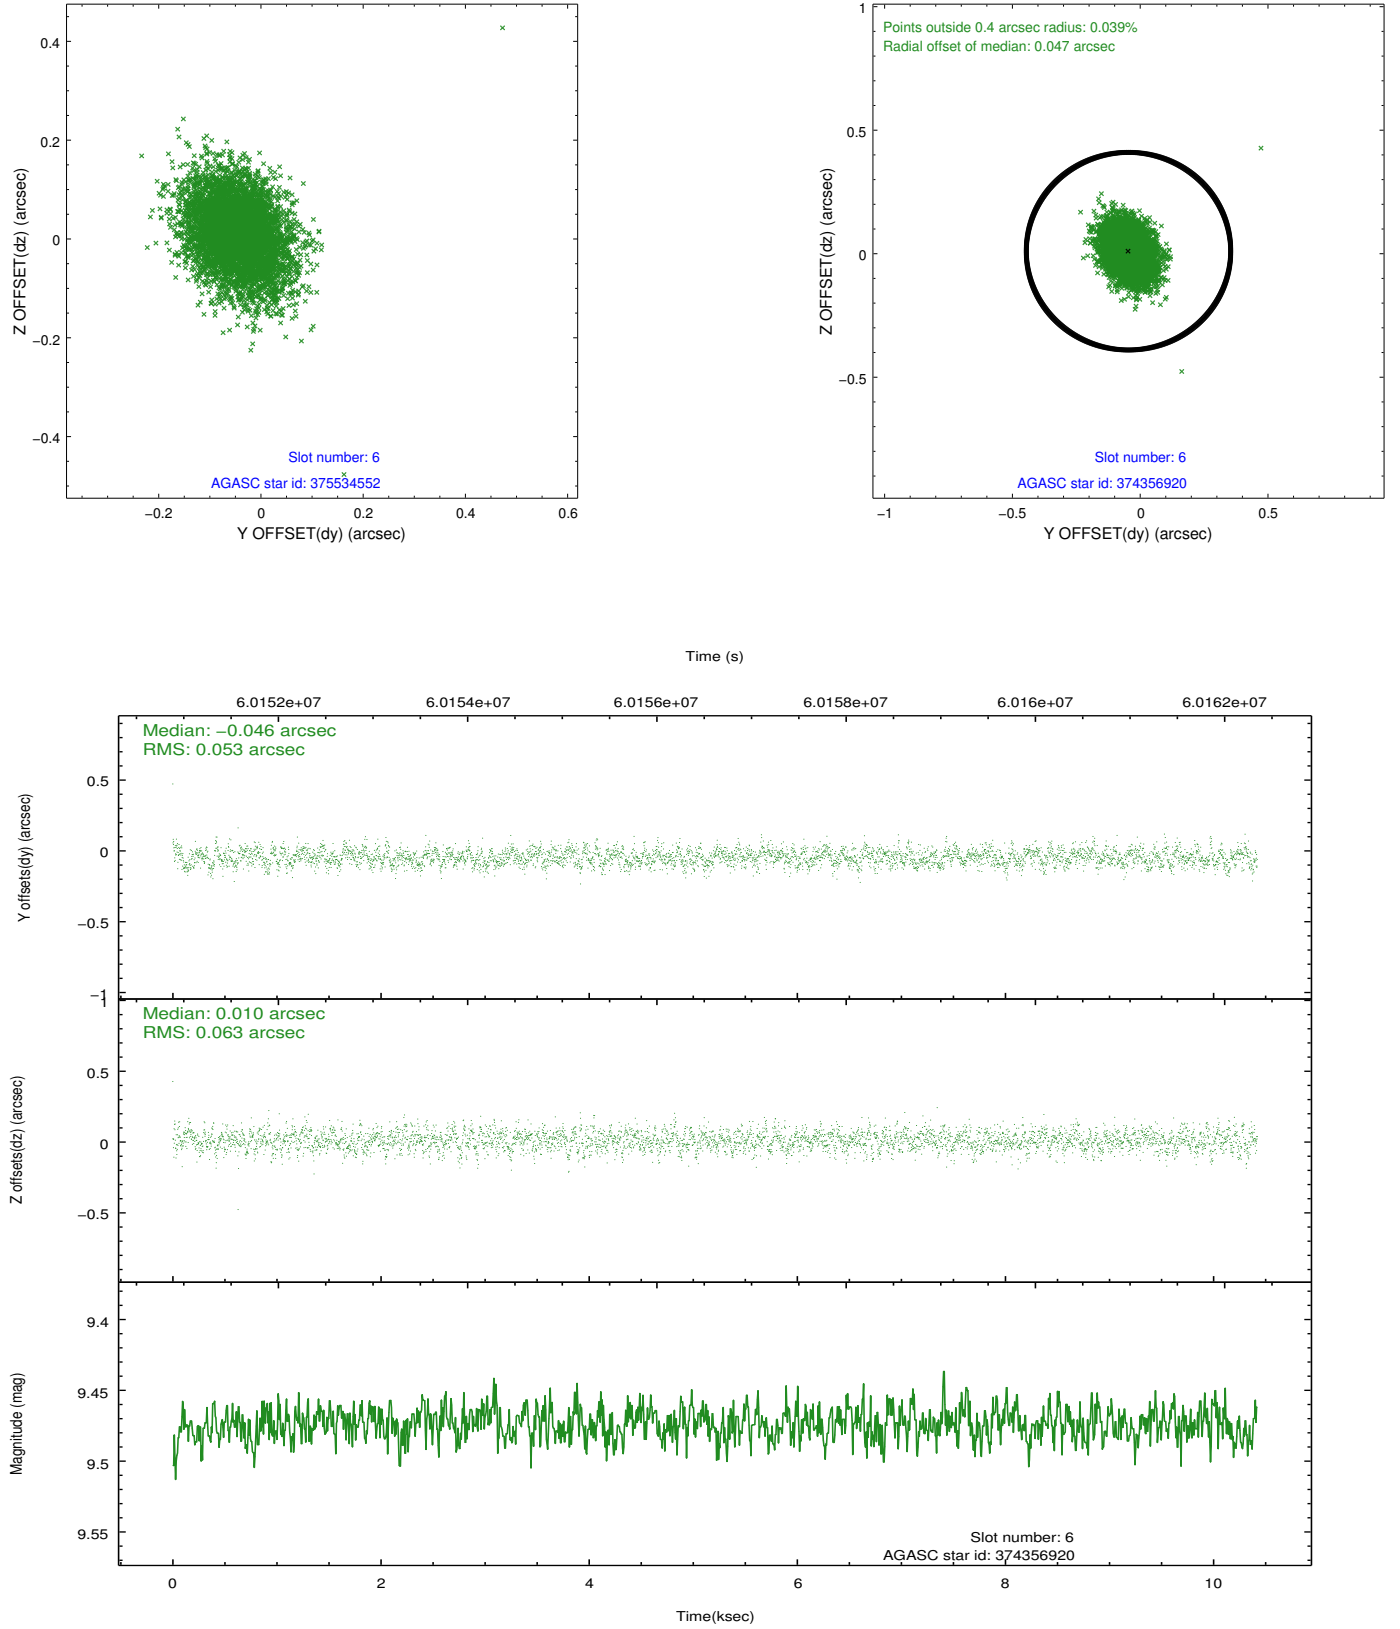 0.4
0.2
0
−0.2
−0.4
Z OFFSET(dz) (arcsec)
Slot number: 6
AGASC star id: 375534552
−0.2 0 0.2 0.4 0.6
Y OFFSET(dy) (arcsec)
1
0.5
0
−0.5
Z OFFSET(dz) (arcsec)
Points outside 0.4 arcsec radius: 0.039%
Radial offset of median: 0.047 arcsec
Slot number: 6
AGASC star id: 374356920
−1 −0.5 0 0.5
Y OFFSET(dy) (arcsec)
Time (s)
6.0152e+07 6.0154e+07 6.0156e+07 6.0158e+07 6.016e+07 6.0162e+07
Median: −0.046 arcsec
RMS: 0.053 arcsec
0.5
0
−0.5
−1
Y offsets(dy) (arcsec)
Median: 0.010 arcsec
RMS: 0.063 arcsec
1
0.5
0
−0.5
Z offsets(dz) (arcsec)
9.4
9.45
9.5
9.55
Magnitude (mag)
Slot number: 6
AGASC star id: 374356920
0 2 4 6 8 10
Time(ksec)